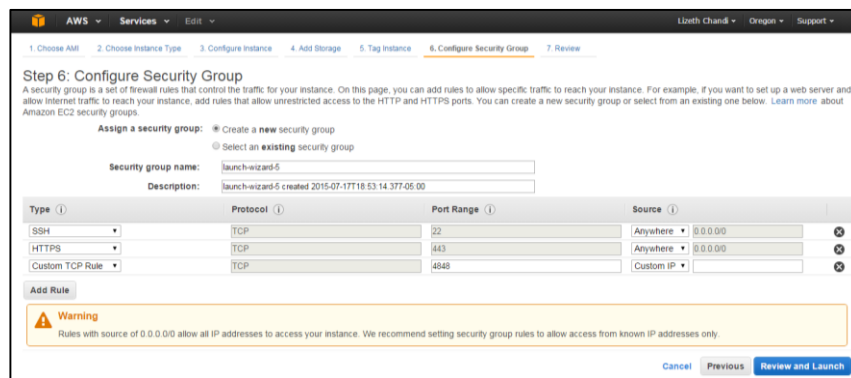 AWS Services Edit Lizeth Chandi Oregon Support
1. Choose AMI 2. Choose Instance Type 3. Configure Instance 4. Add Storage 5. Tag Instance 6. Configure Security Group 7. Review
Step 6: Configure Security Group
A security group is a set of firewall rules that control the traffic for your instance. On this page, you can add rules to allow specific traffic to reach your instance. For example, if you want to set up a web server and
allow Internet traffic to reach your instance, add rules that allow unrestricted access to the HTTP and HTTPS ports. You can create a new security group or select from an existing one below. Learn more about
Amazon EC2 security groups.
Assign a security group: Create a new security group
Select an existing security group
Security group name: launch-wizard-5
Description: launch-wizard-5 created 2015-07-17T18:53:14.377-05:00
Type Protocol Port Range Source
SSH TCP 22 Anywhere 0.0.0.0/0
HTTPS TCP 443 Anywhere 0.0.0.0/0
Custom TCP Rule TCP 4848 Custom IP
Add Rule
Warning
Rules with source of 0.0.0.0/0 allow all IP addresses to access your instance. We recommend setting security group rules to allow access from known IP addresses only.
Cancel Previous Review and Launch